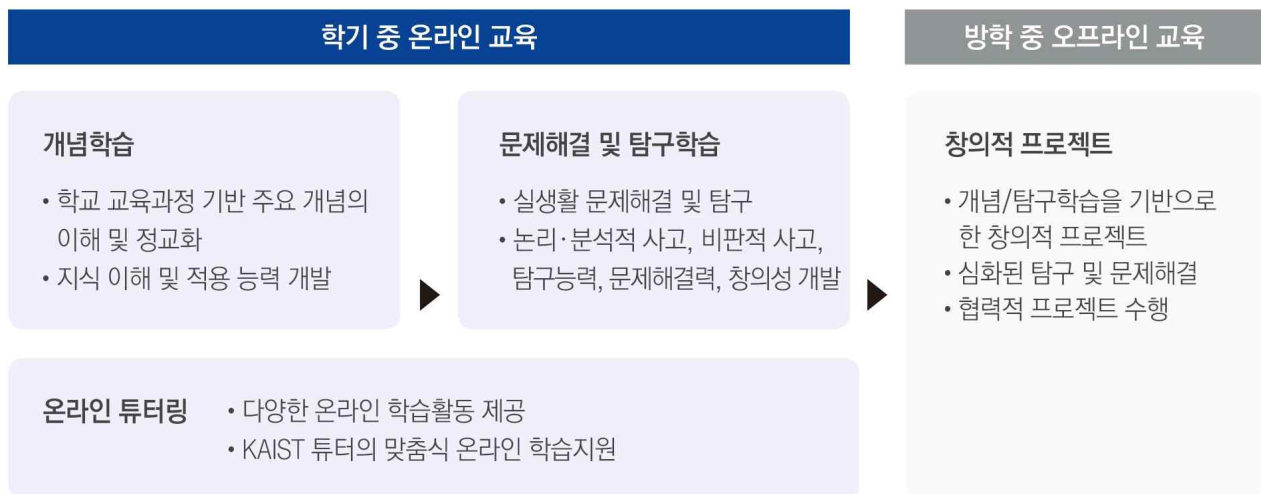 학기 중 온라인 교육
방학 중 오프라인 교육
개념학습
• 학교 교육과정 기반 주요 개념의
이해 및 정교화
• 지식 이해 및 적용 능력 개발
문제해결 및 탐구학습
• 실생활 문제해결 및 탐구
• 논리·분석적 사고, 비판적 사고,
탐구능력, 문제해결력, 창의성 개발
창의적 프로젝트
• 개념/탐구학습을 기반으로
한 창의적 프로젝트
• 심화된 탐구 및 문제해결
• 협력적 프로젝트 수행
온라인 튜터링
• 다양한 온라인 학습활동 제공
• KAIST 튜터의 맞춤식 온라인 학습지원